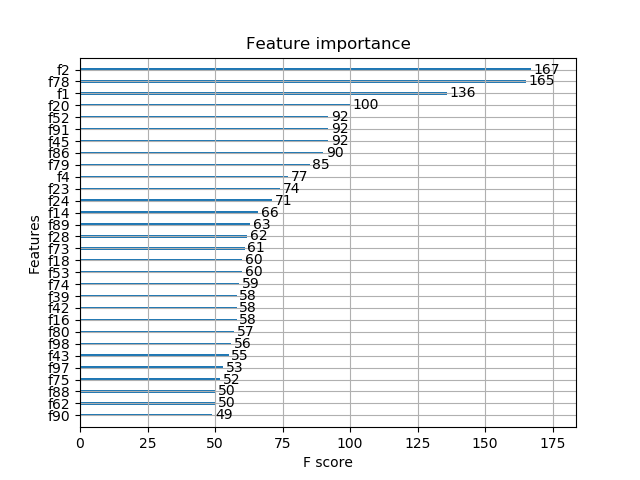 Feature importance
f2 167
f78 165
f1 136
f20 100
f52 92
f91 92
f45 92
f86 90
f79 85
f4 77
f23 74
f24 71
f14 66
f89 63
f28 62
f73 61
f18 60
f53 60
f74 59
f39 58
f42 58
f16 58
f80 57
f98 56
f43 55
f97 53
f75 52
f88 50
f62 50
f90 49
Features
0 25 50 75 100 125 150 175
F score